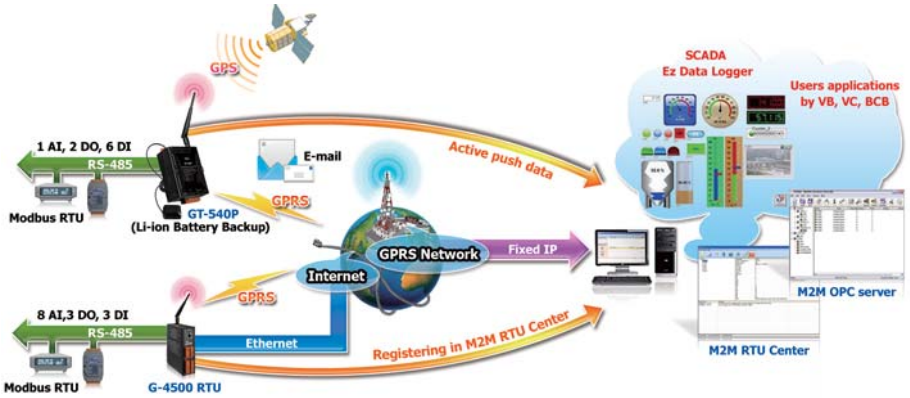 GPS
SCADA
Ez Data Logger
Users applications
by VB, VC, BCB
1 AI, 2 DO, 6 DI
RS-485
E-mail
Active push data
Modbus RTU
GT-540P
(Li-ion Battery Backup)
GPRS
GPRS Network
Fixed IP
Internet
GPRS
M2M OPC server
8 AI,3 DO, 3 DI
RS-485
Ethernet
Registering in M2M RTU Center
M2M RTU Center
Modbus RTU
G-4500 RTU